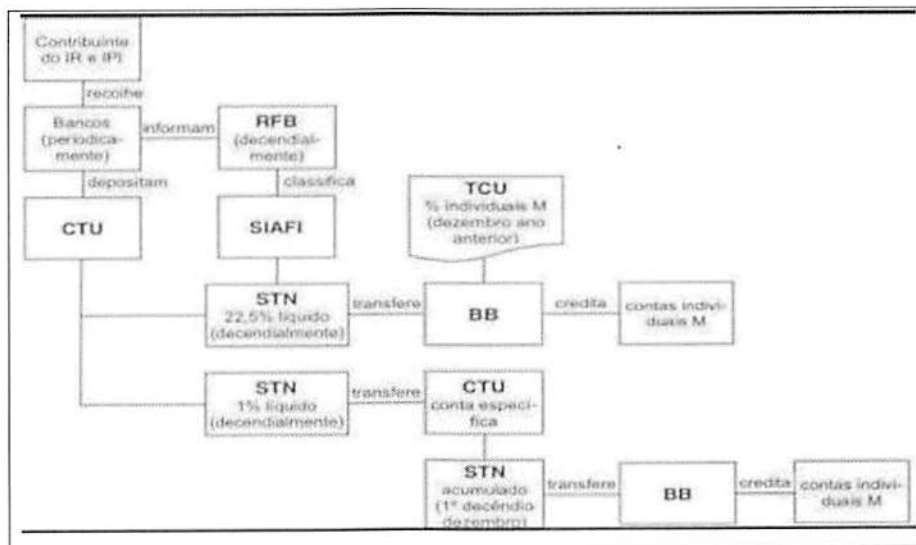 Contribuinte
do IR e IPI
recolhe
Bancos
(periodica-
mente)
informam
RFB
(decendial-
mente)
depositam
classifica
CTU
SIAFI
TCU
% individuais M
(dezembro ano
anterior)
STN
22,5% líquido
(decendialmente)
transfere
BB
credita
contas indivi-
duais M
STN
1% líquido
(decendialmente)
transfere
CTU
conta especí-
fica
STN
acumulado
(1º decêndio
dezembro)
transfere
BB
credita
contas indivi-
duais M